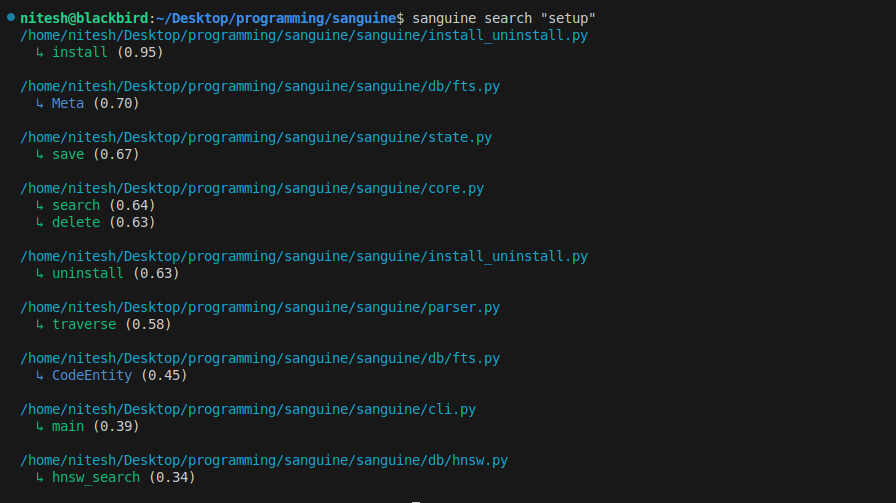 nitesh@blackbird:~/Desktop/programming/sanguine$ sanguine search "setup"
/home/nitesh/Desktop/programming/sanguine/sanguine/install_uninstall.py
↳ install (0.95)
/home/nitesh/Desktop/programming/sanguine/sanguine/db/fts.py
↳ Meta (0.70)
/home/nitesh/Desktop/programming/sanguine/sanguine/state.py
↳ save (0.67)
/home/nitesh/Desktop/programming/sanguine/sanguine/core.py
↳ search (0.64)
↳ delete (0.63)
/home/nitesh/Desktop/programming/sanguine/sanguine/install_uninstall.py
↳ uninstall (0.63)
/home/nitesh/Desktop/programming/sanguine/sanguine/parser.py
↳ traverse (0.58)
/home/nitesh/Desktop/programming/sanguine/sanguine/db/fts.py
↳ CodeEntity (0.45)
/home/nitesh/Desktop/programming/sanguine/sanguine/cli.py
↳ main (0.39)
/home/nitesh/Desktop/programming/sanguine/sanguine/db/hnsw.py
↳ hnsw_search (0.34)